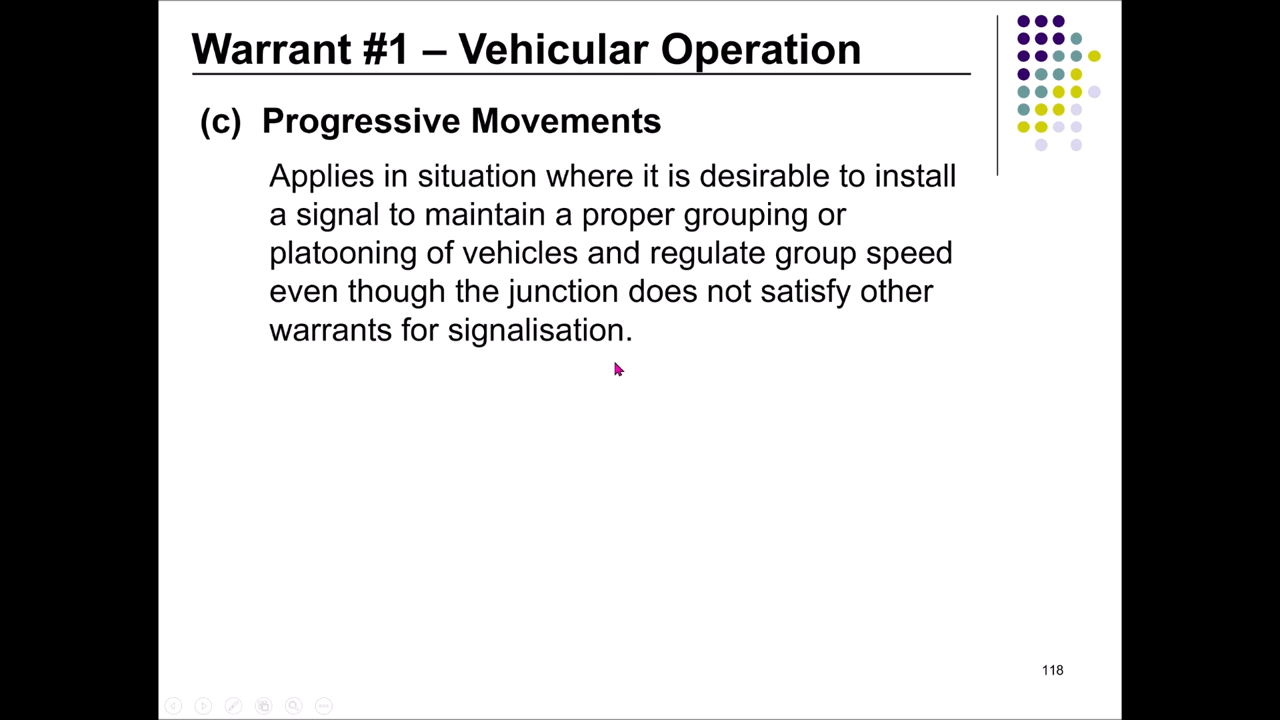 Warrant #1 – Vehicular Operation
(c) Progressive Movements
Applies in situation where it is desirable to install
a signal to maintain a proper grouping or
platooning of vehicles and regulate group speed
even though the junction does not satisfy other
warrants for signalisation.
118